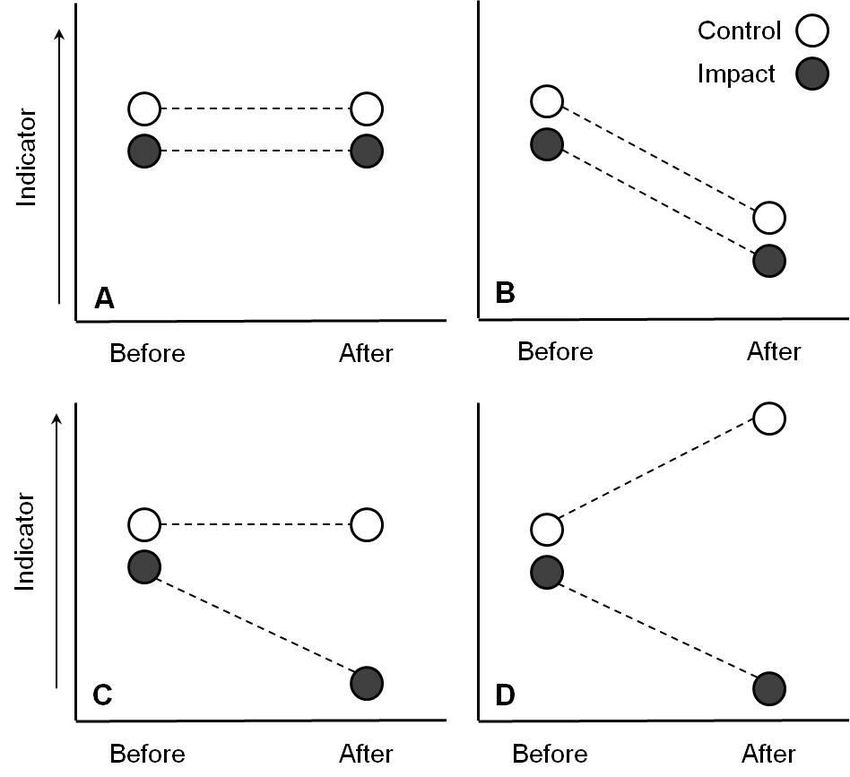 Control
Impact
Indicator
A
Before
After
B
Before
After
Indicator
C
Before
After
D
Before
After